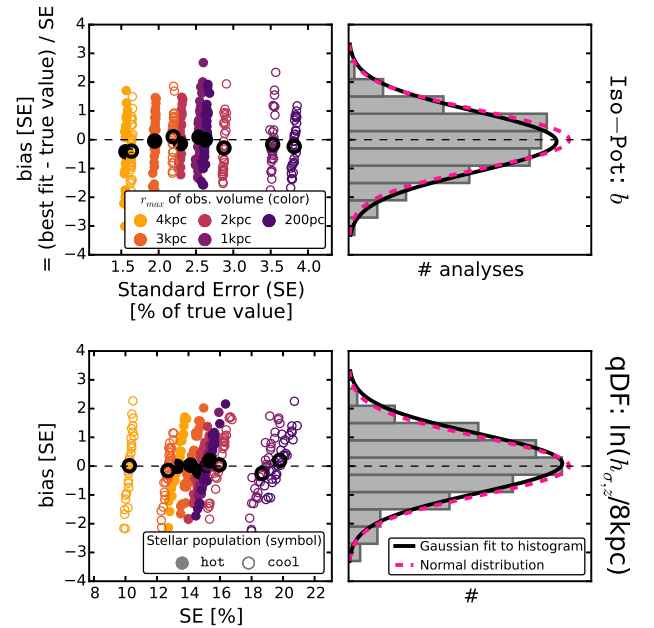 4
3
2
1
0
−1
−2
−3
−4
bias [SE]
= (best fit - true value) / SE
r_max of obs. volume (color)
4kpc 2kpc 200pc
3kpc 1kpc
1.5 2.0 2.5 3.0 3.5 4.0
Standard Error (SE)
[% of true value]
# analyses
Iso—Pot: b
4
3
2
1
0
−1
−2
−3
−4
bias [SE]
Stellar population (symbol)
hot cool
8 10 12 14 16 18 20 22
SE [%]
Gaussian fit to histogram
Normal distribution
#
qDF: ln(h_σ,z/8kpc)